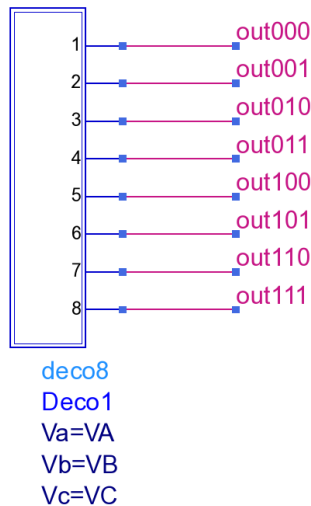 1 out000
2 out001
3 out010
4 out011
5 out100
6 out101
7 out110
8 out111
deco8
Deco1
Va=VA
Vb=VB
Vc=VC